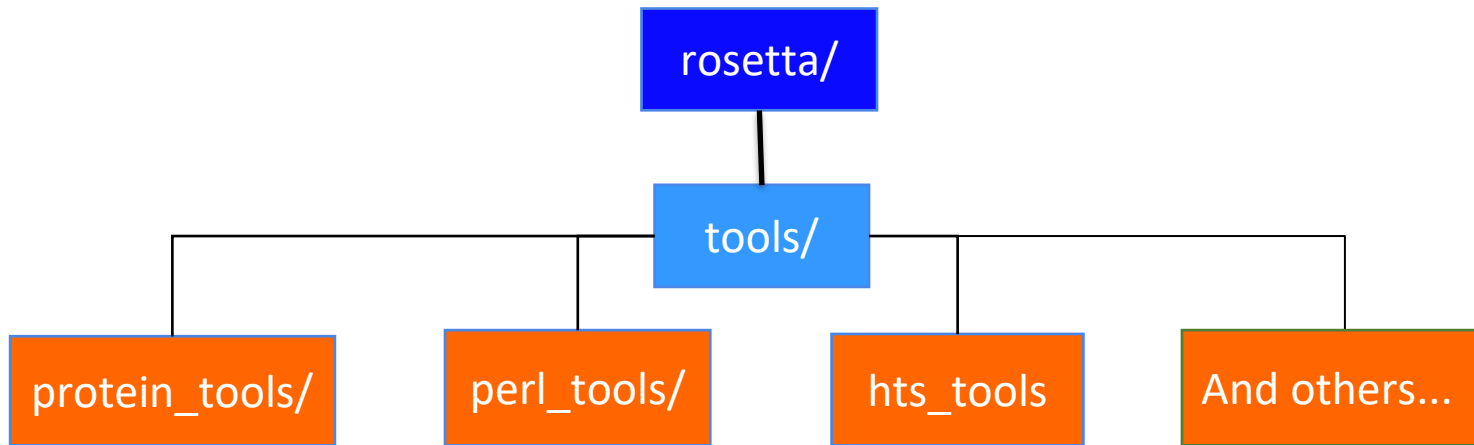 rosetta/
tools/
protein_tools/
perl_tools/
hts_tools
And others...